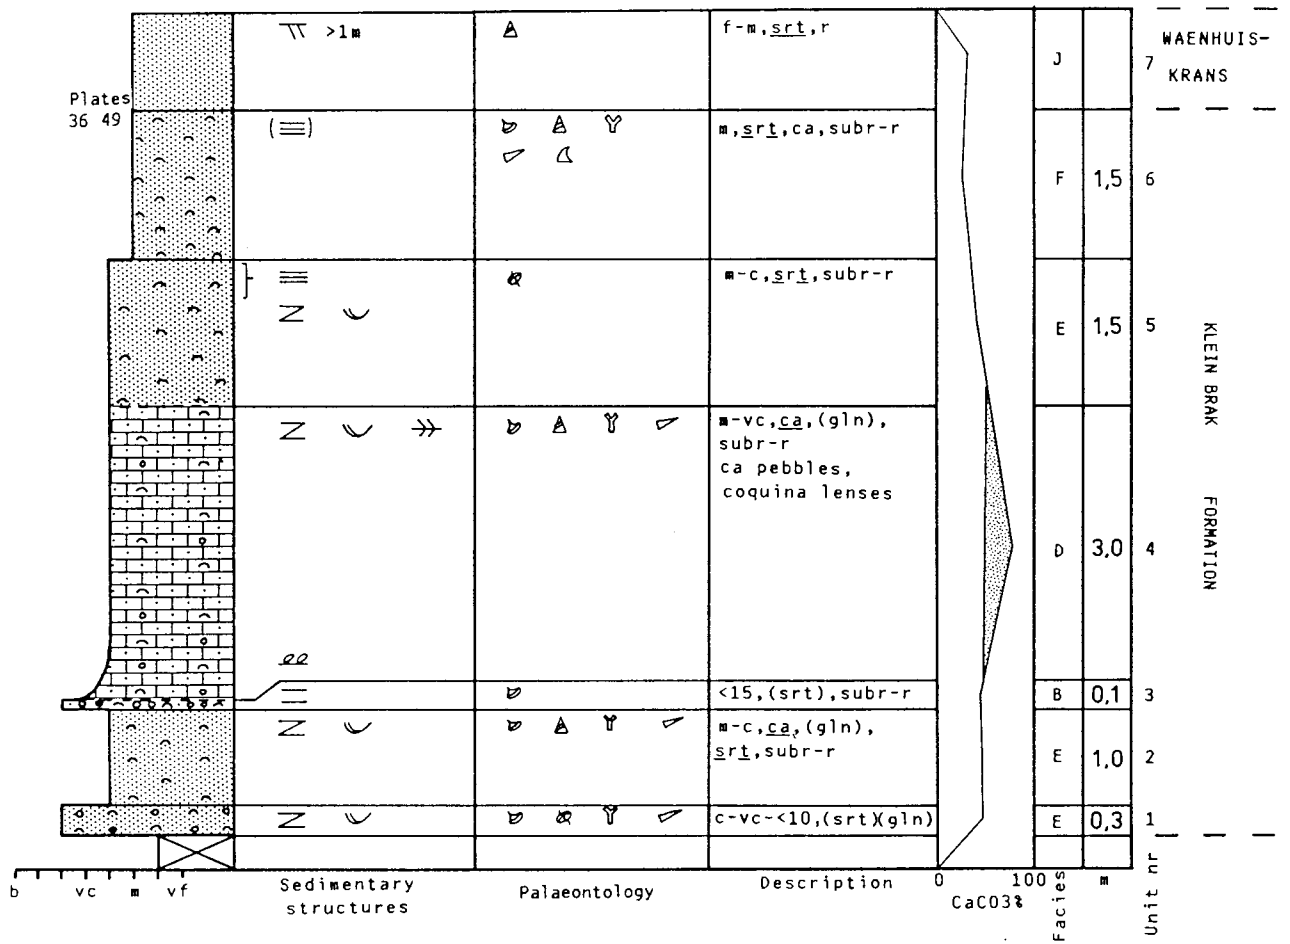 >1m
f-m,srt,r
J
7
WAENHUIS-
KRANS
Plates
36 49
m,srt,ca,subr-r
F
1,5
6
m-c,srt,subr-r
E
1,5
5
KLEIN BRAK FORMATION
m-vc,ca,(gln),
subr-r
ca pebbles,
coquina lenses
D
3,0
4
<15,(srt),subr-r
B
0,1
3
m-c,ca,(gln),
srt,subr-r
E
1,0
2
c-vc-<10,(srt)(gln)
E
0,3
1
b vc m vf
Sedimentary
structures
Palaeontology
Description
0 100
CaCO3%
Facies
m
Unit nr